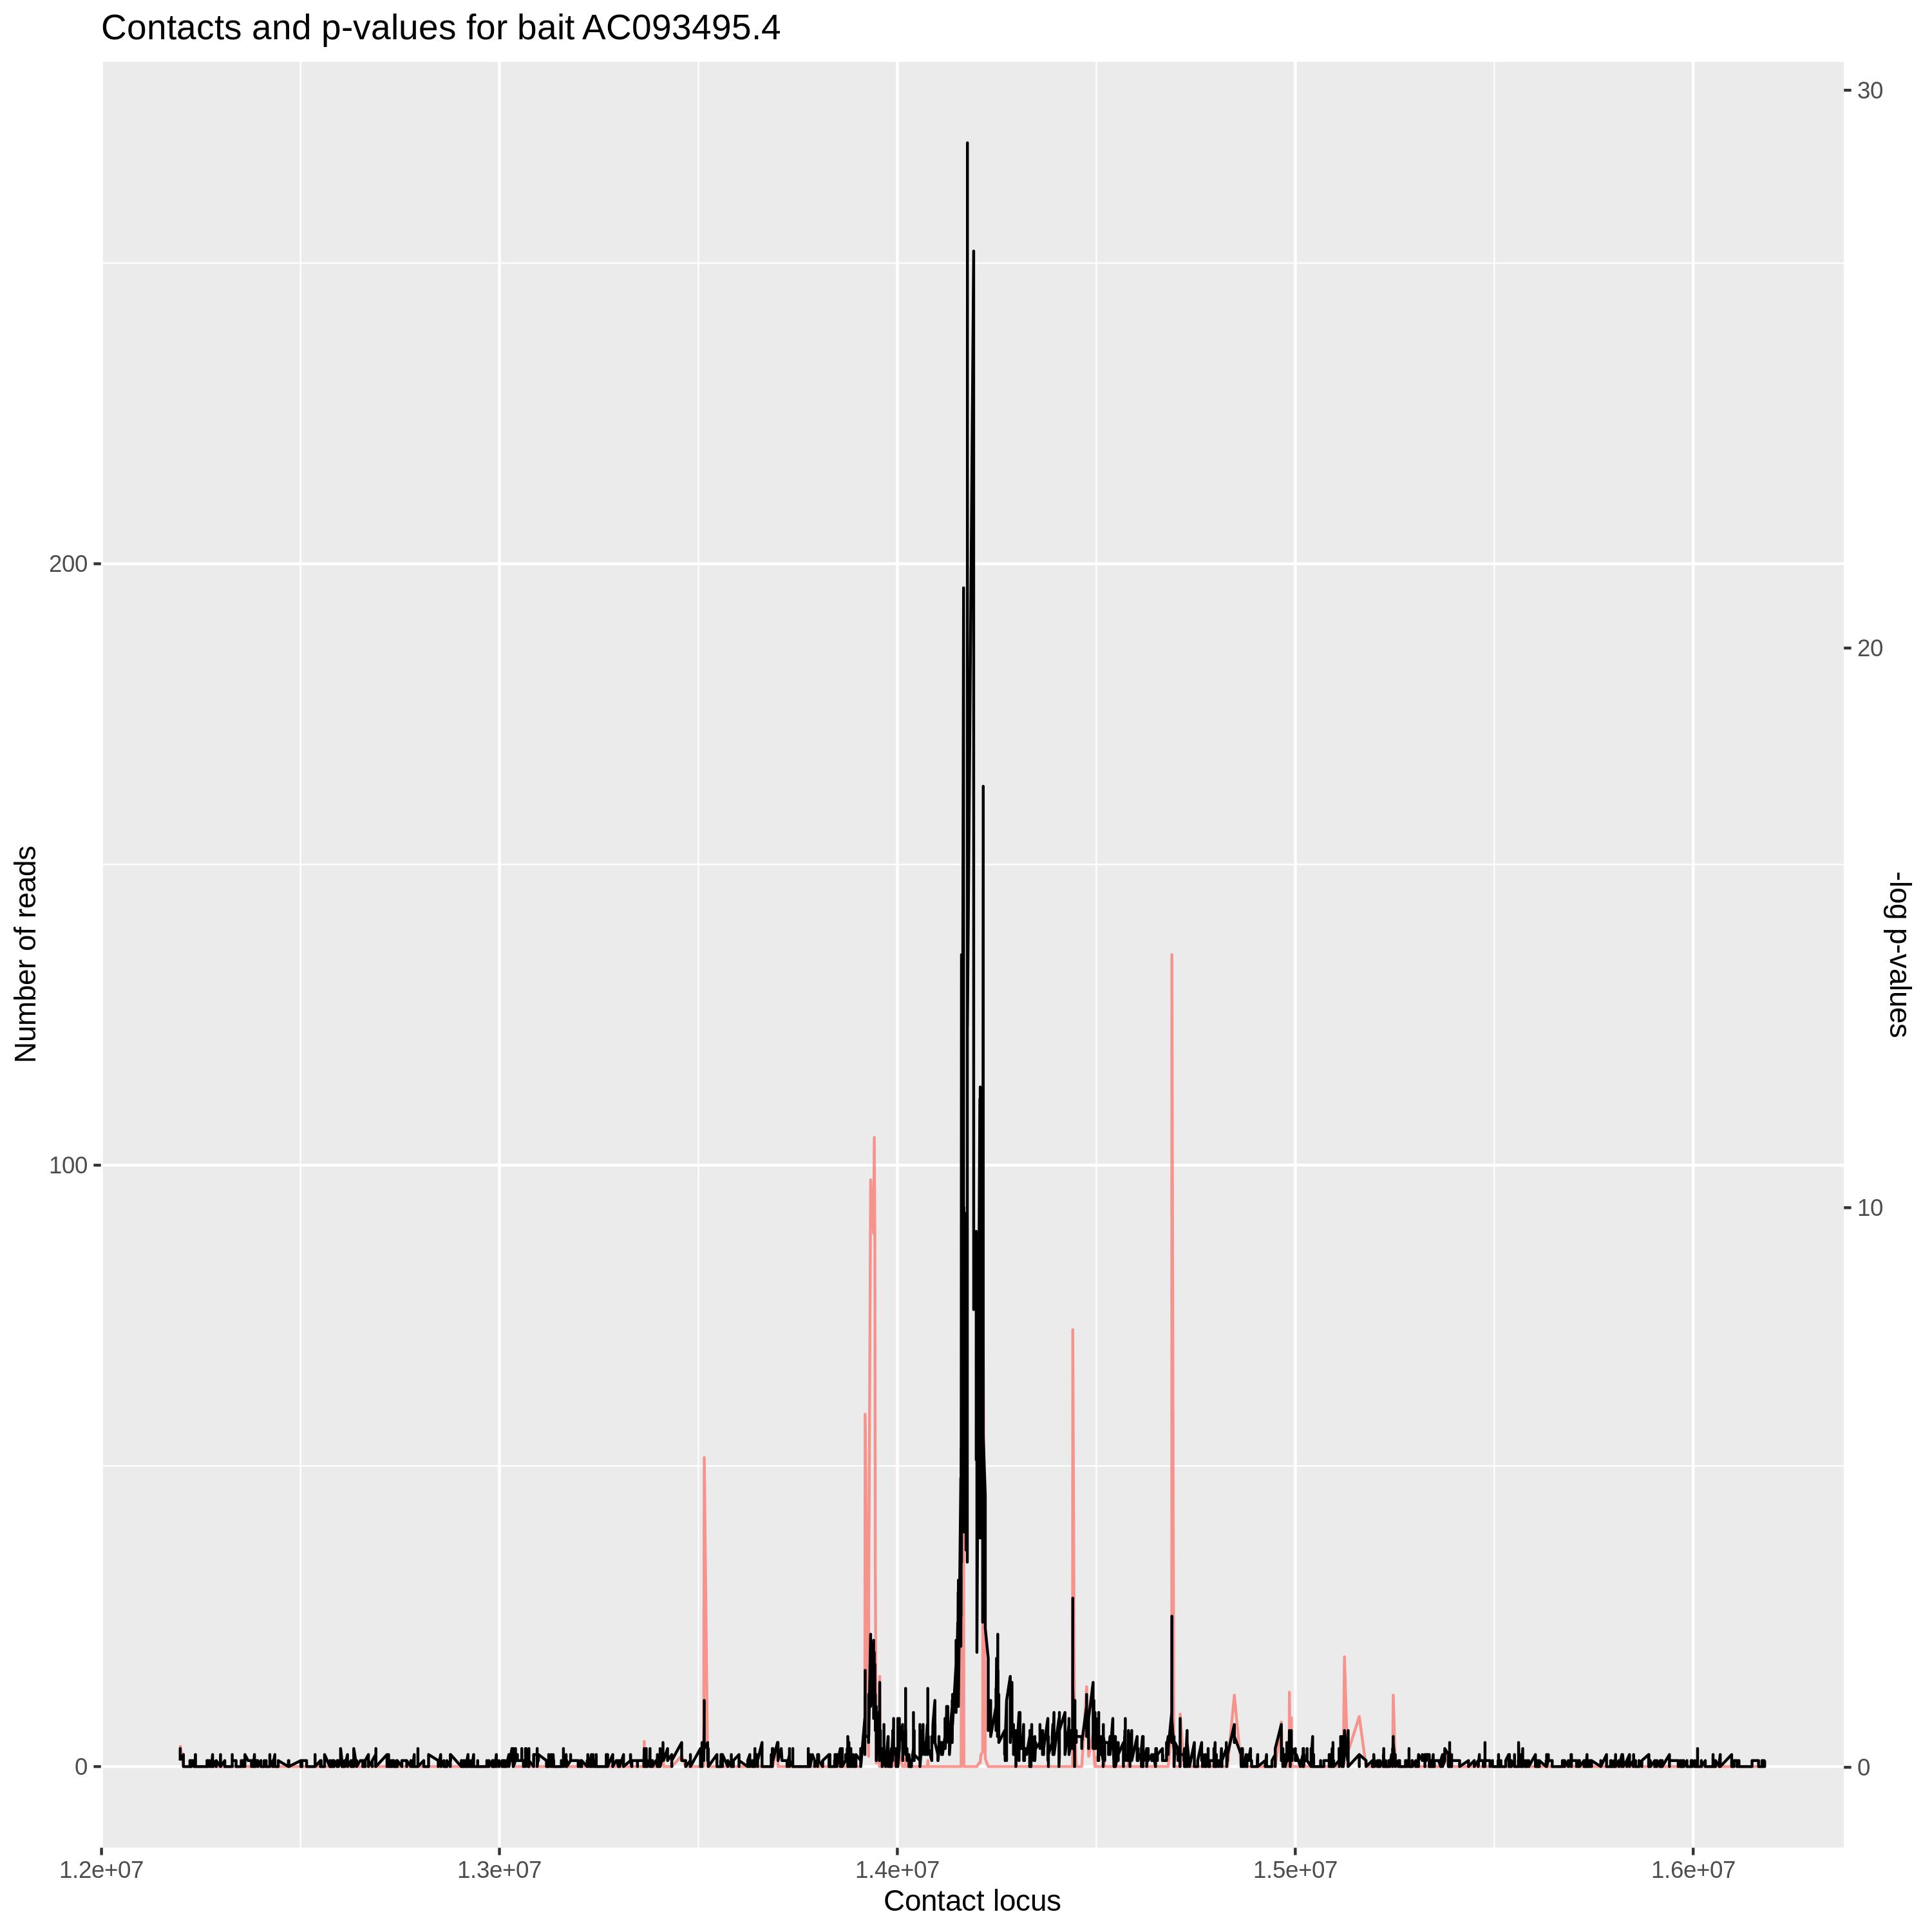 Contacts and p-values for bait AC093495.4
Number of reads
200
100
0
30
20
10
0
-log p-values
1.2e+07
1.3e+07
1.4e+07
1.5e+07
1.6e+07
Contact locus